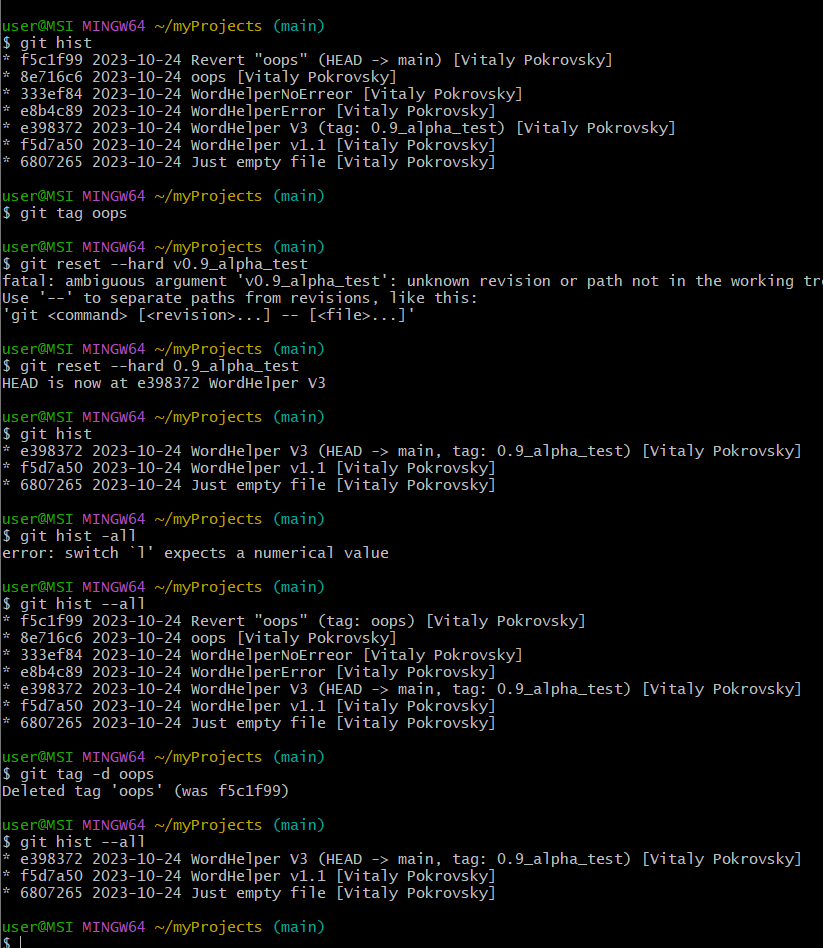 user@MSI MINGW64 ~/myProjects (main)
$ git hist
* f5c1f99 2023-10-24 Revert "oops" (HEAD -> main) [Vitaly Pokrovsky]
* 8e716c6 2023-10-24 oops [Vitaly Pokrovsky]
* 333ef84 2023-10-24 WordHelperNoErreor [Vitaly Pokrovsky]
* e8b4c89 2023-10-24 WordHelperError [Vitaly Pokrovsky]
* e398372 2023-10-24 WordHelper V3 (tag: 0.9_alpha_test) [Vitaly Pokrovsky]
* f5d7a50 2023-10-24 WordHelper v1.1 [Vitaly Pokrovsky]
* 6807265 2023-10-24 Just empty file [Vitaly Pokrovsky]
user@MSI MINGW64 ~/myProjects (main)
$ git tag oops
user@MSI MINGW64 ~/myProjects (main)
$ git reset --hard v0.9_alpha_test
fatal: ambiguous argument 'v0.9_alpha_test': unknown revision or path not in the working tre
Use '--' to separate paths from revisions, like this:
'git <command> [<revision>...] -- [<file>...]'
user@MSI MINGW64 ~/myProjects (main)
$ git reset --hard 0.9_alpha_test
HEAD is now at e398372 WordHelper V3
user@MSI MINGW64 ~/myProjects (main)
$ git hist
* e398372 2023-10-24 WordHelper V3 (HEAD -> main, tag: 0.9_alpha_test) [Vitaly Pokrovsky]
* f5d7a50 2023-10-24 WordHelper v1.1 [Vitaly Pokrovsky]
* 6807265 2023-10-24 Just empty file [Vitaly Pokrovsky]
user@MSI MINGW64 ~/myProjects (main)
$ git hist -all
error: switch `l' expects a numerical value
user@MSI MINGW64 ~/myProjects (main)
$ git hist --all
* f5c1f99 2023-10-24 Revert "oops" (tag: oops) [Vitaly Pokrovsky]
* 8e716c6 2023-10-24 oops [Vitaly Pokrovsky]
* 333ef84 2023-10-24 WordHelperNoErreor [Vitaly Pokrovsky]
* e8b4c89 2023-10-24 WordHelperError [Vitaly Pokrovsky]
* e398372 2023-10-24 WordHelper V3 (HEAD -> main, tag: 0.9_alpha_test) [Vitaly Pokrovsky]
* f5d7a50 2023-10-24 WordHelper v1.1 [Vitaly Pokrovsky]
* 6807265 2023-10-24 Just empty file [Vitaly Pokrovsky]
user@MSI MINGW64 ~/myProjects (main)
$ git tag -d oops
Deleted tag 'oops' (was f5c1f99)
user@MSI MINGW64 ~/myProjects (main)
$ git hist --all
* e398372 2023-10-24 WordHelper V3 (HEAD -> main, tag: 0.9_alpha_test) [Vitaly Pokrovsky]
* f5d7a50 2023-10-24 WordHelper v1.1 [Vitaly Pokrovsky]
* 6807265 2023-10-24 Just empty file [Vitaly Pokrovsky]
user@MSI MINGW64 ~/myProjects (main)
$